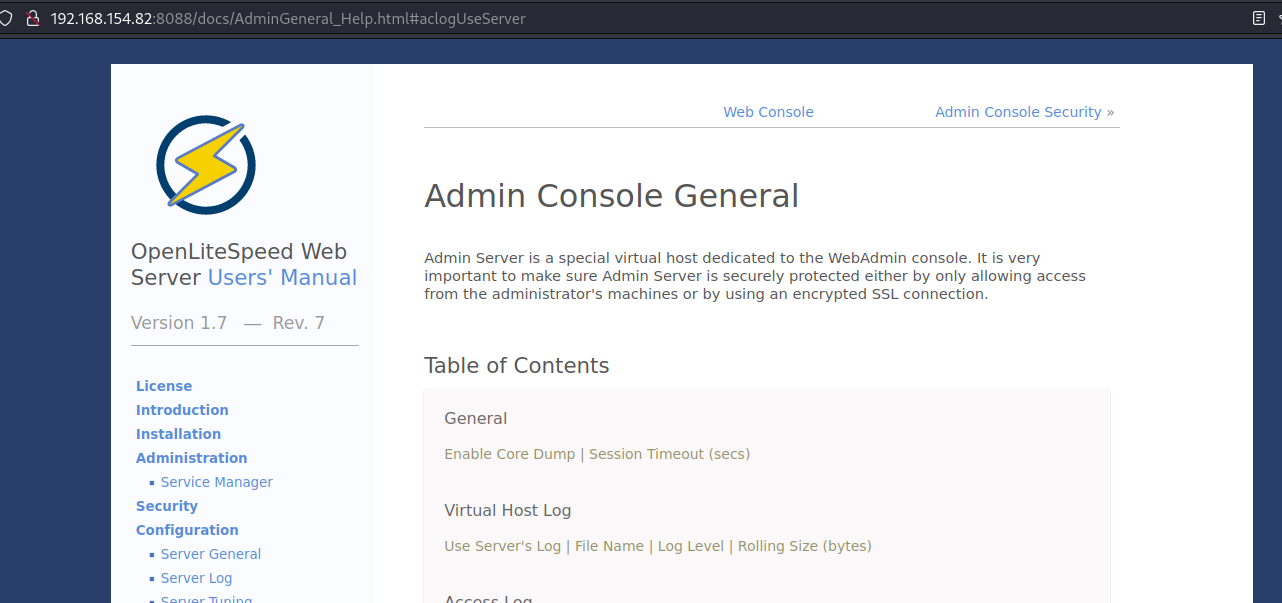 192.168.154.82:8088/docs/AdminGeneral_Help.html#aclogUseServer
OpenLiteSpeed Web
Server Users' Manual
Version 1.7 — Rev. 7
License
Introduction
Installation
Administration
Service Manager
Security
Configuration
Server General
Server Log
Server Tuning
Web Console
Admin Console Security »
Admin Console General
Admin Server is a special virtual host dedicated to the WebAdmin console. It is very
important to make sure Admin Server is securely protected either by only allowing access
from the administrator's machines or by using an encrypted SSL connection.
Table of Contents
General
Enable Core Dump | Session Timeout (secs)
Virtual Host Log
Use Server's Log | File Name | Log Level | Rolling Size (bytes)
Access Log